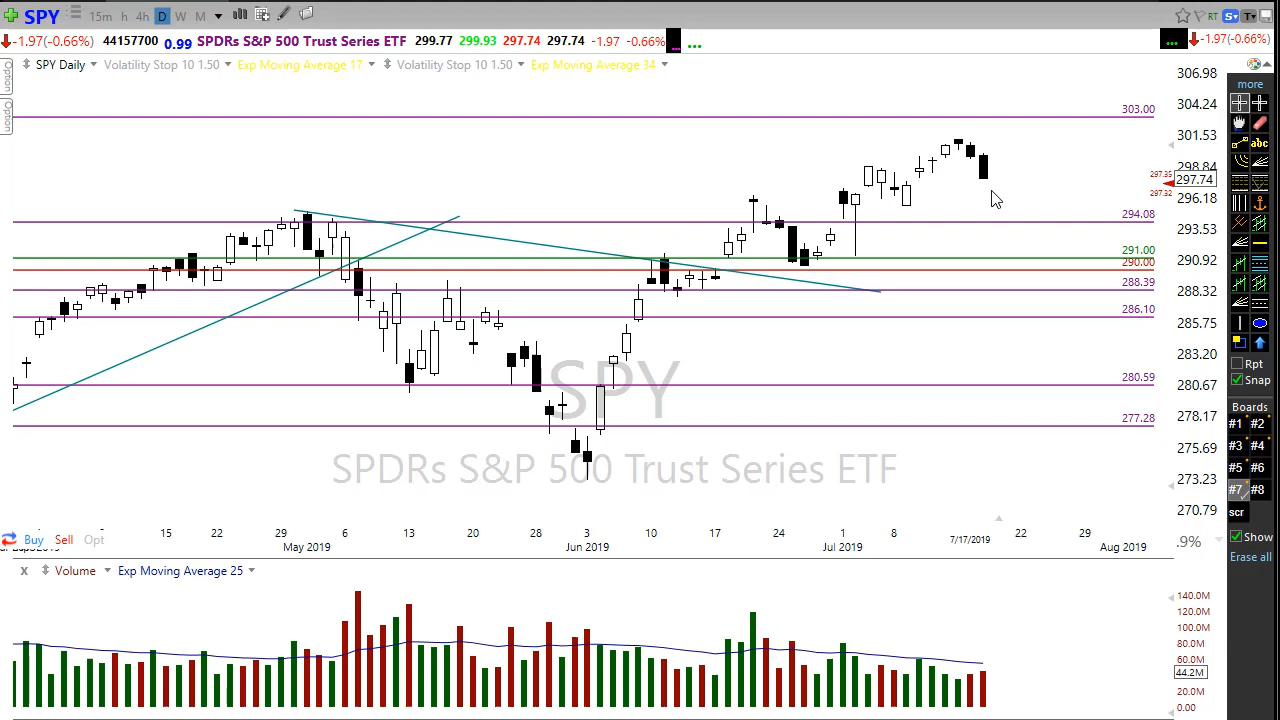 SPY 15m h 4h D W M RT S T
-1.97(-0.66%) 44157700 0.99 SPDRs S&P 500 Trust Series ETF 299.77 299.93 297.74 297.74 -1.97 -0.66% ... ... ... -1.97(-0.66%)
SPY Daily Volatility Stop 10 1.50 Exp Moving Average 17 Volatility Stop 10 1.50 Exp Moving Average 34
Option
Option
306.98
304.24
303.00
301.53
298.84
297.35
297.74
297.32
296.18
294.08
293.53
291.00
290.92
290.00
288.39
288.32
286.10
285.75
283.20
280.59
280.67
278.17
277.28
275.69
273.23
270.79
SPY
SPDRs S&P 500 Trust Series ETF
more
abc
Rpt
Snap
Boards
#1 #2
#3 #4
#5 #6
#7 #8
scr
Show
Erase all
15 22 29 6 13 20 28 3 10 17 24 1 8 7/17/2019 22 29
May 2019 Jun 2019 Jul 2019 Aug 2019
Buy Sell Opt
.9%
x Volume Exp Moving Average 25
140.0M
120.0M
100.0M
80.0M
60.0M
44.2M
20.0M
0.00